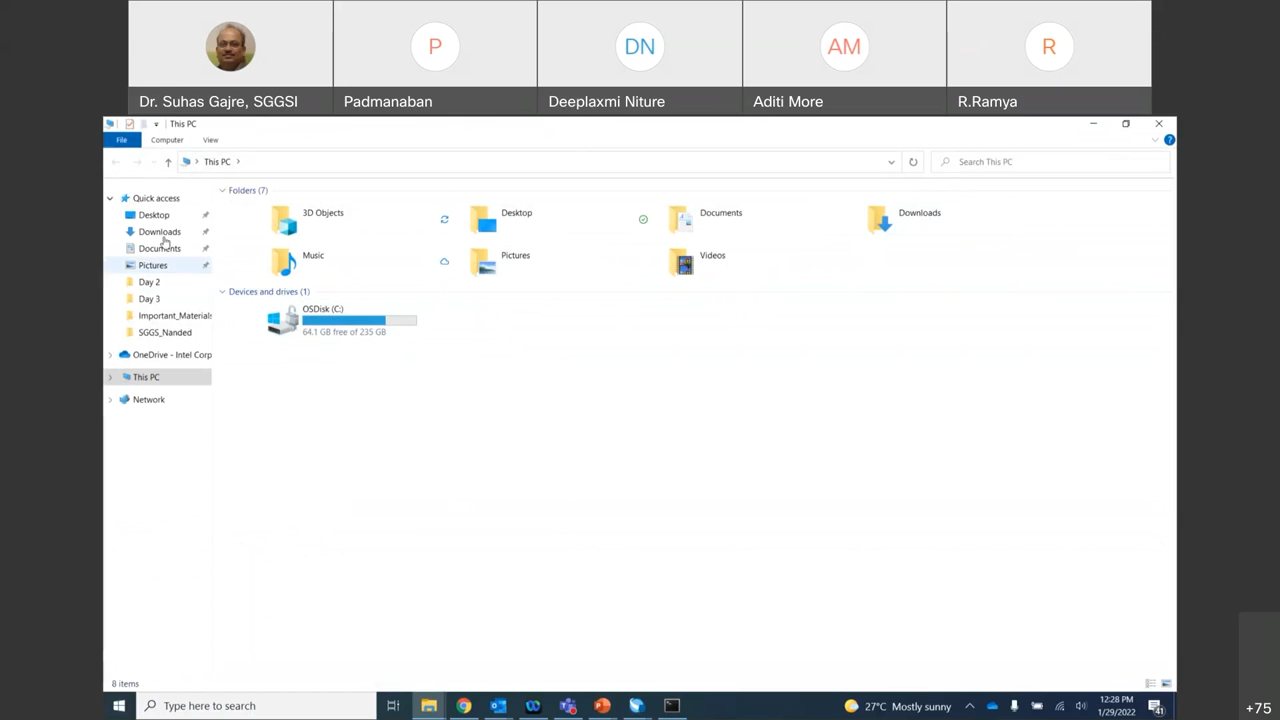 P
DN
AM
R
Dr. Suhas Gajre, SGGSI
Padmanaban
Deeplaxmi Niture
Aditi More
R.Ramya
This PC
File
Computer
View
This PC
Search This PC
Quick access
Desktop
Downloads
Documents
Pictures
Day 2
Day 3
Important_Materials
SGGS_Nanded
OneDrive - Intel Corp
This PC
Network
Folders (7)
3D Objects
Desktop
Documents
Downloads
Music
Pictures
Videos
Devices and drives (1)
OSDisk (C:)
64.1 GB free of 235 GB
8 items
Type here to search
27°C Mostly sunny
12:28 PM
1/29/2022
41
+75